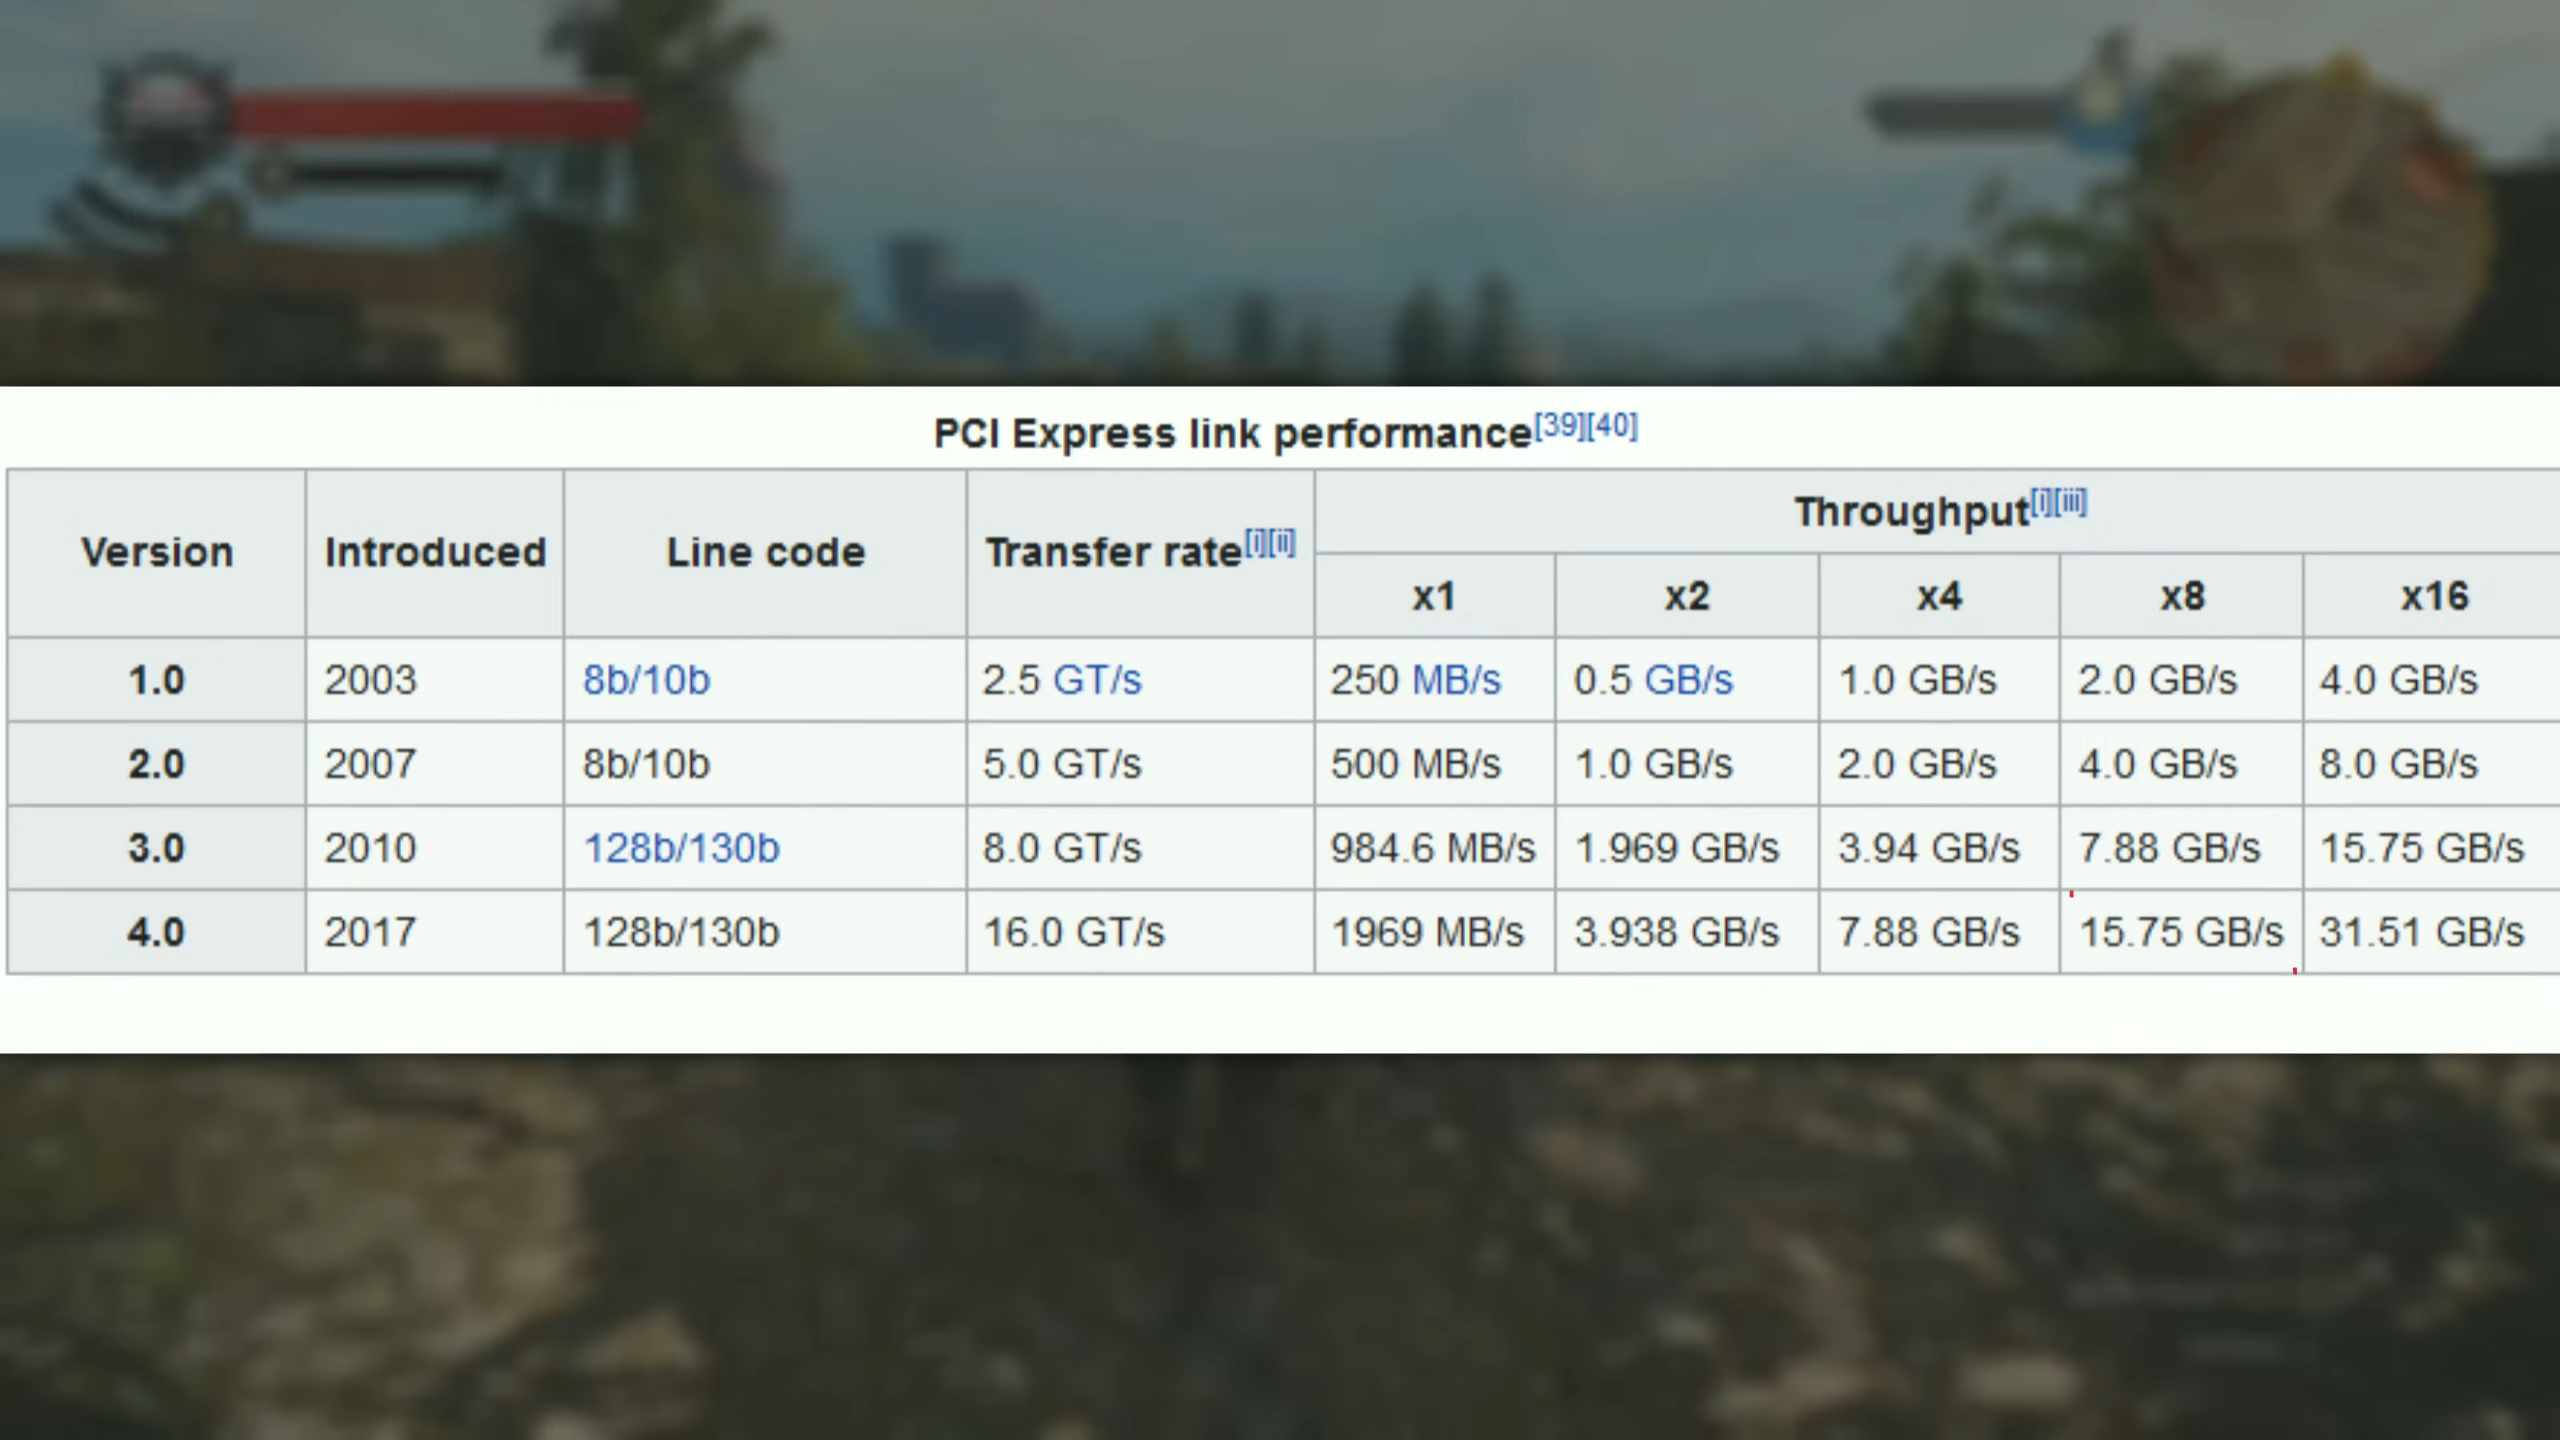 PCI Express link performance[39][40]
Version Introduced Line code Transfer rate[i][ii] Throughput[i][iii]
x1 x2 x4 x8 x16
1.0 2003 8b/10b 2.5 GT/s 250 MB/s 0.5 GB/s 1.0 GB/s 2.0 GB/s 4.0 GB/s
2.0 2007 8b/10b 5.0 GT/s 500 MB/s 1.0 GB/s 2.0 GB/s 4.0 GB/s 8.0 GB/s
3.0 2010 128b/130b 8.0 GT/s 984.6 MB/s 1.969 GB/s 3.94 GB/s 7.88 GB/s 15.75 GB/s
4.0 2017 128b/130b 16.0 GT/s 1969 MB/s 3.938 GB/s 7.88 GB/s 15.75 GB/s 31.51 GB/s